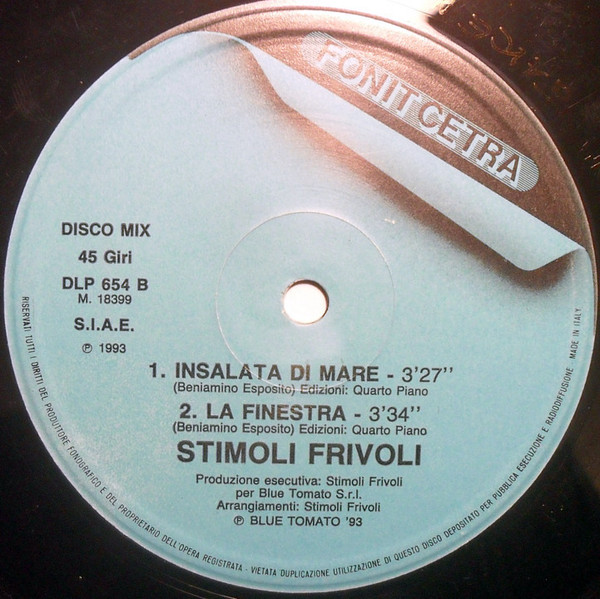 FONIT CETRA
DISCO MIX
45 Giri
DLP 654 B
M. 18399
S.I.A.E.
℗ 1993
1. INSALATA DI MARE - 3'27"
(Beniamino Esposito) Edizioni: Quarto Piano
2. LA FINESTRA - 3'34"
(Beniamino Esposito) Edizioni: Quarto Piano
STIMOLI FRIVOLI
Produzione esecutiva: Stimoli Frivoli
per Blue Tomato S.r.l.
Arrangiamenti: Stimoli Frivoli
℗ BLUE TOMATO '93
RISERVATI TUTTI I DIRITTI DEL PRODUTTORE FONOGRAFICO E DEL PROPRIETARIO DELL'OPERA REGISTRATA - VIETATA DUPLICAZIONE UTILIZZAZIONE DI QUESTO DISCO DEPOSITATO PER PUBBLICA ESECUZIONE E RADIODIFFUSIONE MADE IN ITALY